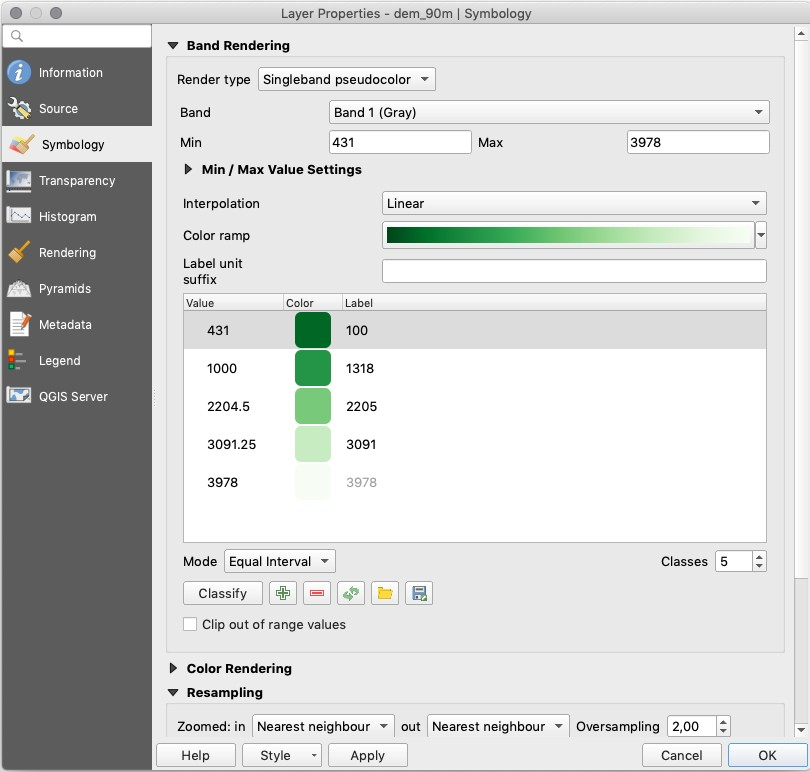 Layer Properties - dem_90m | Symbology
Information
Source
Symbology
Transparency
Histogram
Rendering
Pyramids
Metadata
Legend
QGIS Server
Band Rendering
Render type Singleband pseudocolor
Band Band 1 (Gray)
Min 431 Max 3978
Min / Max Value Settings
Interpolation Linear
Color ramp
Label unit
suffix
Value Color Label
431 100
1000 1318
2204.5 2205
3091.25 3091
3978 3978
Mode Equal Interval Classes 5
Classify
Clip out of range values
Color Rendering
Resampling
Zoomed: in Nearest neighbour out Nearest neighbour Oversampling 2,00
Help Style Apply Cancel OK